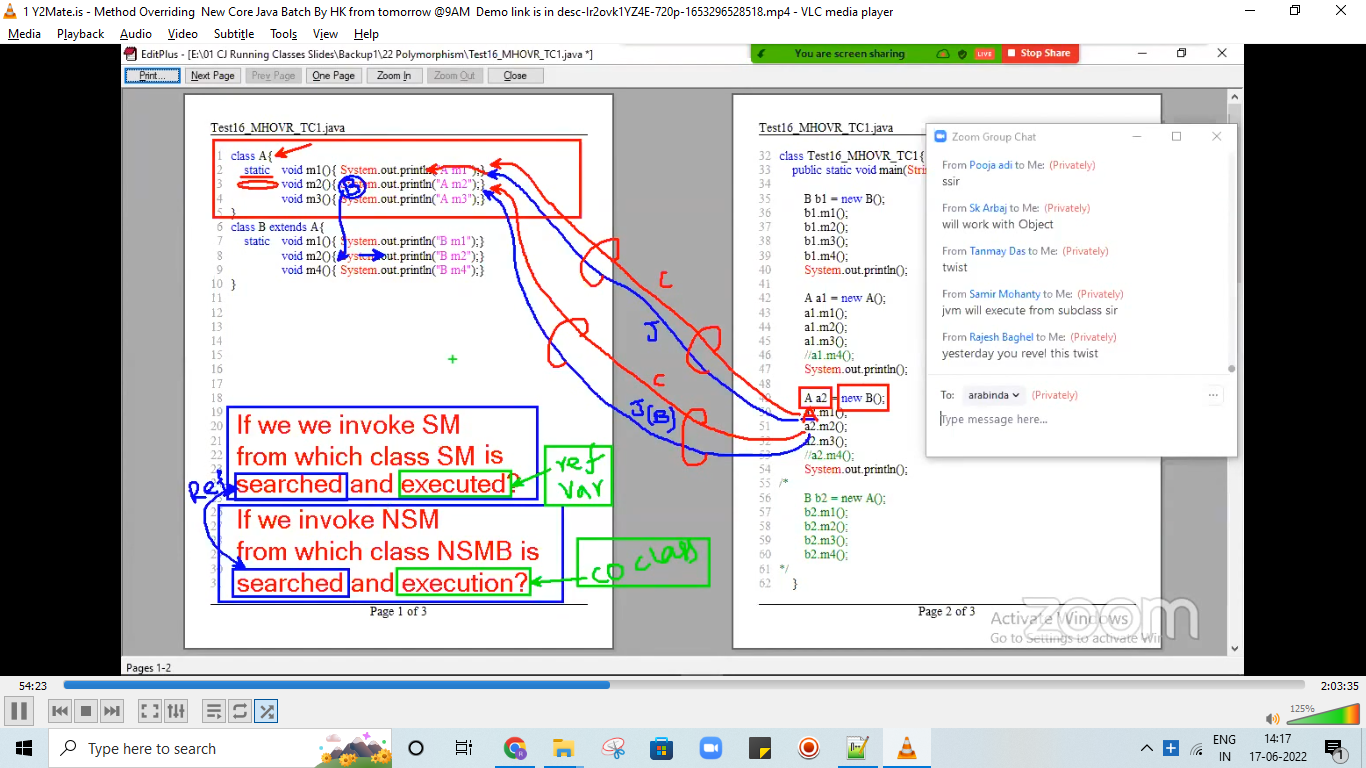 1 Y2Mate.is - Method Overriding  New Core Java Batch By HK from tomorrow @9AM  Demo link is in desc-lr2ovk1YZ4E-720p-1653296528518.mp4 - VLC media player
Media Playback Audio Video Subtitle Tools View Help
EditPlus - [E:\01 CJ Running Classes Slides\Backup1\22 Polymorphism\Test16_MHOVR_TC1.java *]
You are screen sharing LIVE Stop Share
Print... Next Page Prev Page One Page Zoom In Zoom Out Close
Test16_MHOVR_TC1.java
1 class A{
2 static void m1(){ System.out.println("A m1");}
3 void m2(){ System.out.println("A m2");}
4 void m3(){ System.out.println("A m3");}
5 }
6 class B extends A{
7 static void m1(){ System.out.println("B m1");}
8 void m2(){ System.out.println("B m2");}
9 void m4(){ System.out.println("B m4");}
10 }
11
12
13
14
15
16
17
18
19
20
21
22
B
C
J
C
J(B)
If we we invoke SM
from which class SM is
searched and executed?
Ref
ref
var
If we invoke NSM
from which class NSMB is
searched and execution?
CO class
Page 1 of 3
Test16_MHOVR_TC1.java
32 class Test16_MHOVR_TC1{
33 public static void main(Stri
34
35 B b1 = new B();
36 b1.m1();
37 b1.m2();
38 b1.m3();
39 b1.m4();
40 System.out.println();
41
42 A a1 = new A();
43 a1.m1();
44 a1.m2();
45 a1.m3();
46 //a1.m4();
47 System.out.println();
48
49 A a2 = new B();
50 .m1();
51 a2.m2();
52 a2.m3();
53 //a2.m4();
54 System.out.println();
55 /*
56 B b2 = new A();
57 b2.m1();
58 b2.m2();
59 b2.m3();
60 b2.m4();
61 */
62 }
Page 2 of 3
Zoom Group Chat
From Pooja adi to Me: (Privately)
ssir
From Sk Arbaj to Me: (Privately)
will work with Object
From Tanmay Das to Me: (Privately)
twist
From Samir Mohanty to Me: (Privately)
jvm will execute from subclass sir
From Rajesh Baghel to Me: (Privately)
yesterday you revel this twist
To: arabinda (Privately)
Type message here...
zoom
Activate Windows
Go to Settings to activate Win
Pages 1-2
54:23
2:03:35
125%
Type here to search
ENG
IN
14:17
17-06-2022
1